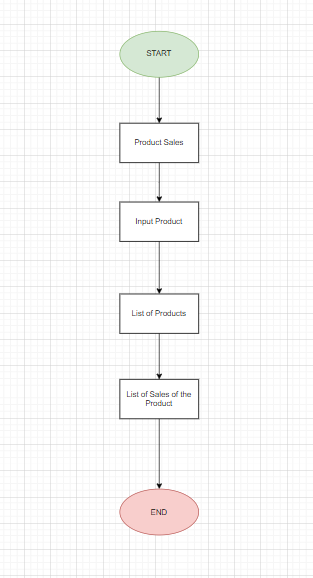 START
Product Sales
Input Product
List of Products
List of Sales of the
Product
END